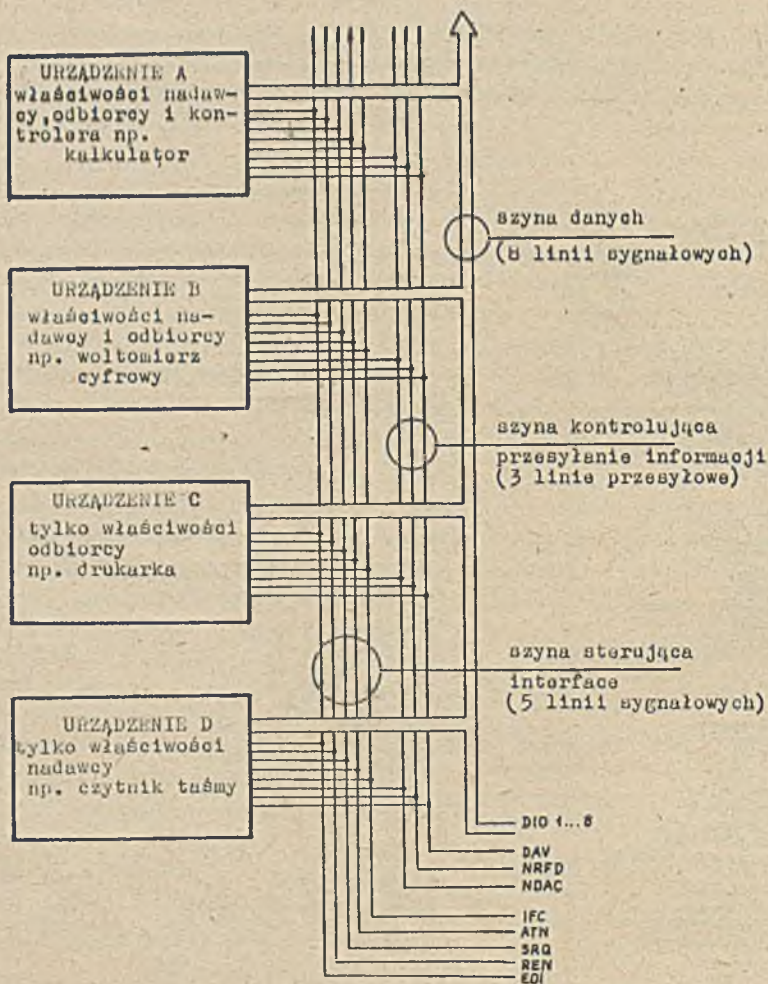 URZĄDZENIE A
właściwości nadaw-
cy,odbiorcy i kon-
trolera np.
kalkulator
szyna danych
(8 linii sygnałowych)
URZĄDZENIE B
właściwości na-
dawcy i odbiorcy
np. woltomierz
cyfrowy
szyna kontrolująca
przesyłanie informacji
(3 linie przesyłowe)
URZĄDZENIE C
tylko właściwości
odbiorcy
np. drukarka
szyna sterująca
interface
(5 linii sygnałowych)
URZĄDZENIE D
tylko właściwości
nadawcy
np. czytnik taśmy
DIO 1...8
DAV
NRFD
NDAC
IFC
ATN
SRQ
REN
EOI